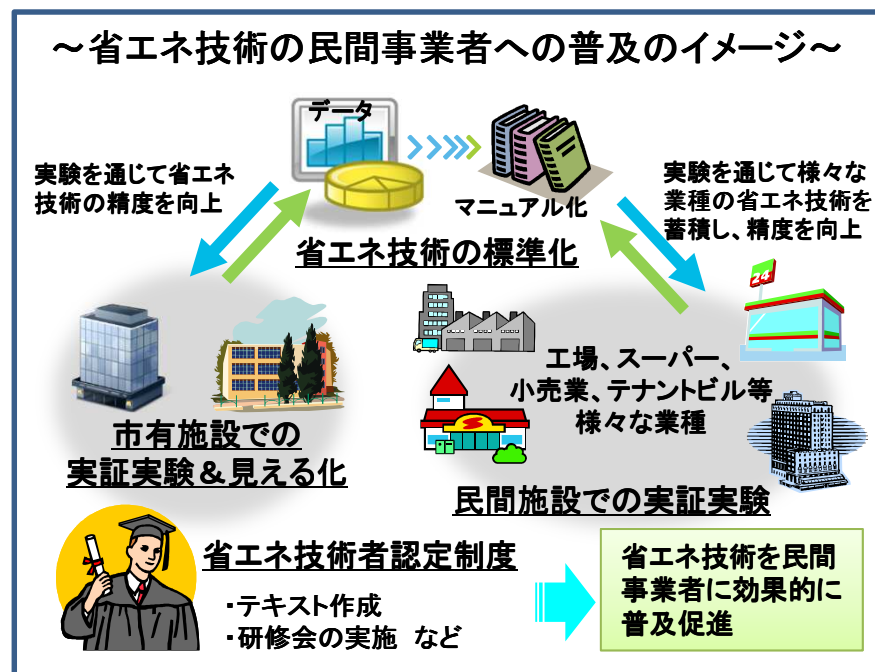 ～省エネ技術の民間事業者への普及のイメージ～
データ
マニュアル化
省エネ技術の標準化
実験を通じて省エネ
技術の精度を向上
実験を通じて様々な
業種の省エネ技術を
蓄積し、精度を向上
24
工場、スーパー、
小売業、テナントビル等
様々な業種
市有施設での
実証実験＆見える化
民間施設での実証実験
省エネ技術者認定制度
・テキスト作成
・研修会の実施 など
省エネ技術を民間
事業者に効果的に
普及促進